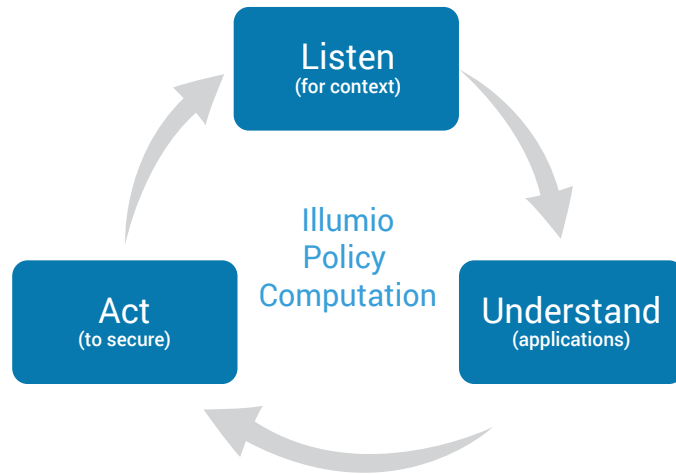 Listen
(for context)
Illumio
Policy
Computation
Act
(to secure)
Understand
(applications)